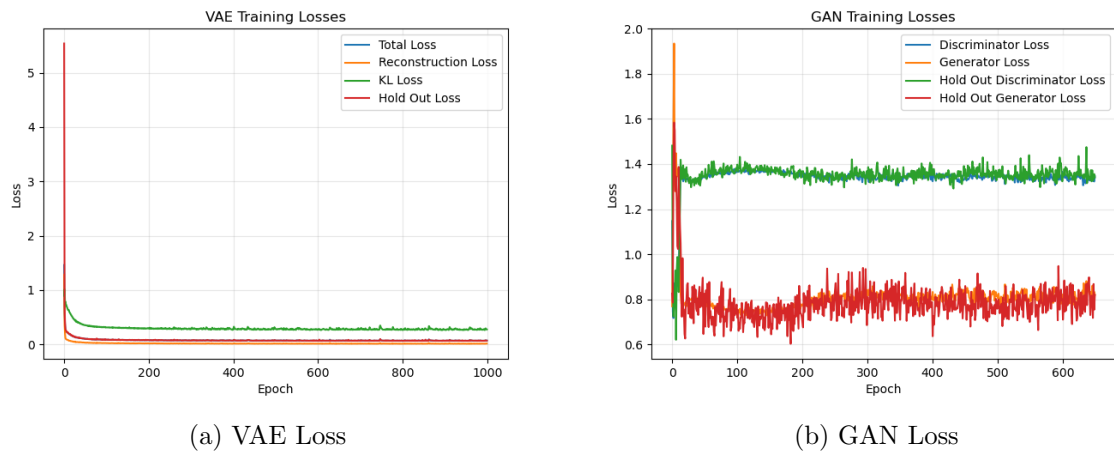 VAE Training Losses
Total Loss
Reconstruction Loss
KL Loss
Hold Out Loss
Loss
5
4
3
2
1
0
0
200
400
600
800
1000
Epoch
(a) VAE Loss
GAN Training Losses
Discriminator Loss
Generator Loss
Hold Out Discriminator Loss
Hold Out Generator Loss
Loss
2.0
1.8
1.6
1.4
1.2
1.0
0.8
0.6
0
100
200
300
400
500
600
Epoch
(b) GAN Loss